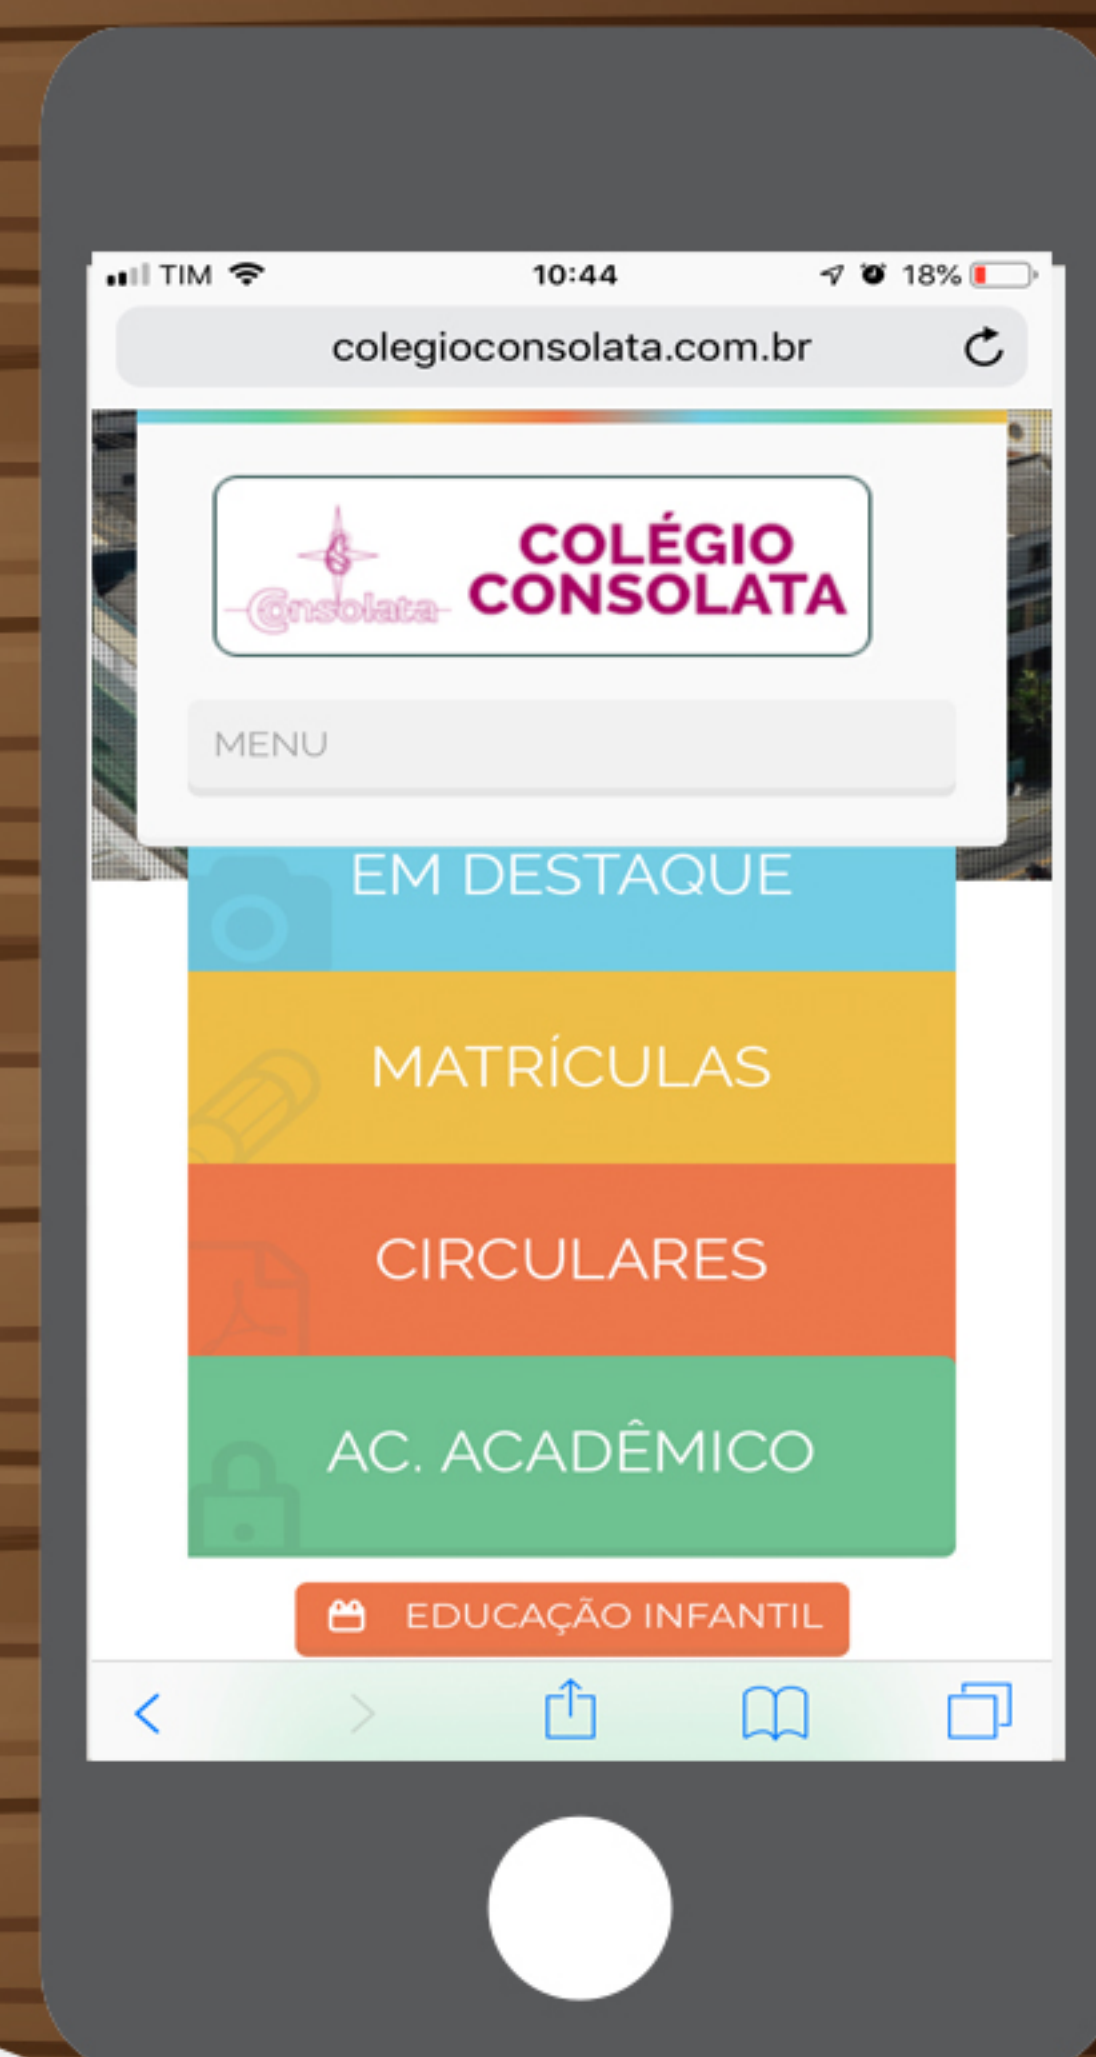 TIM 10:44 18%
colegioconsolata.com.br
Consolata
COLÉGIO
CONSOLATA
MENU
EM DESTAQUE
MATRÍCULAS
CIRCULARES
AC. ACADÊMICO
EDUCAÇÃO INFANTIL